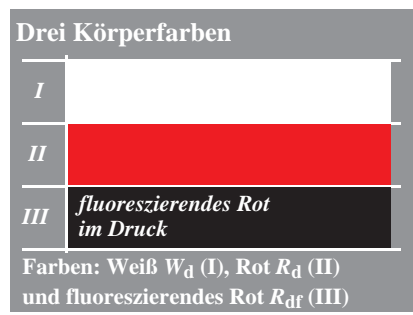 Drei Körperfarben
I
II
III
fluoreszierendes Rot
im Druck
Farben: Weiß Wd (I), Rot Rd (II)
und fluoreszierendes Rot Rdf (III)